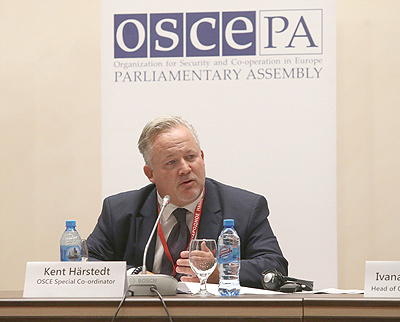 OSCE PA
Organization for Security and Co-operation in Europe
PARLIAMENTARY ASSEMBLY
Kent Härstedt
OSCE Special Co-ordinator
BOSCH
Ivana
Head of O